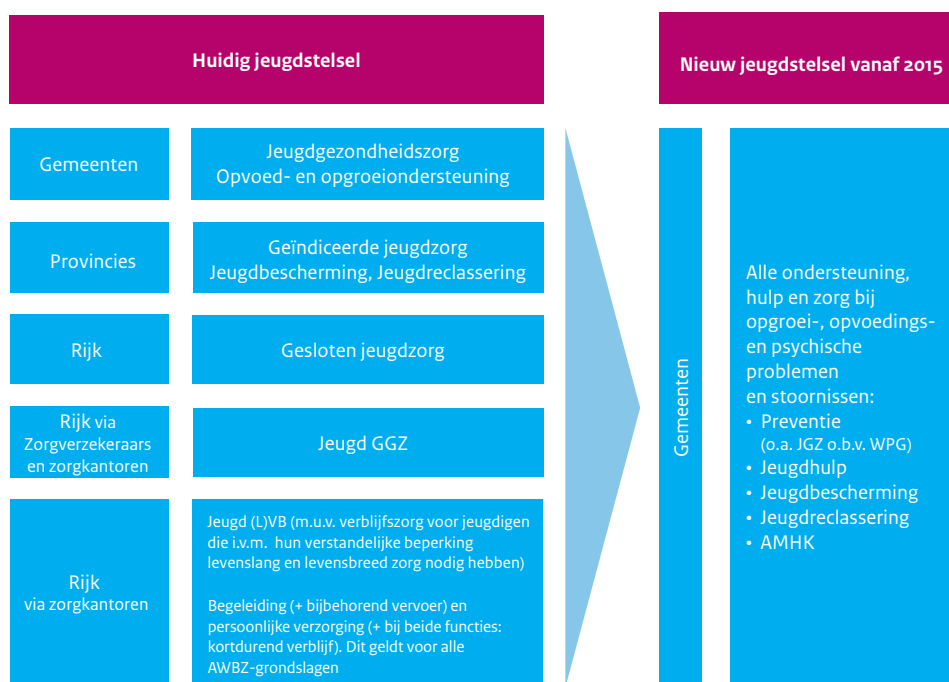 Huidig jeugdstelsel
Nieuw jeugdstelsel vanaf 2015
Gemeenten
Jeugdgezondheidszorg
Opvoed- en opgroeiondersteuning
Provincies
Geïndiceerde jeugdzorg
Jeugdbescherming, Jeugdreclassering
Rijk
Gesloten jeugdzorg
Rijk via
Zorgverzekeraars
en zorgkantoren
Jeugd GGZ
Rijk
via zorgkantoren
Jeugd (L)VB (m.u.v. verblijfszorg voor jeugdigen
die i.v.m. hun verstandelijke beperking
levenslang en levensbreed zorg nodig hebben)
Begeleiding (+ bijbehorend vervoer) en
persoonlijke verzorging (+ bij beide functies:
kortdurend verblijf). Dit geldt voor alle
AWBZ-grondslagen
Gemeenten
Alle ondersteuning,
hulp en zorg bij
opgroei-, opvoedings-
en psychische
problemen
en stoornissen:
• Preventie
(o.a. JGZ o.b.v. WPG)
• Jeugdhulp
• Jeugdbescherming
• Jeugdreclassering
• AMHK